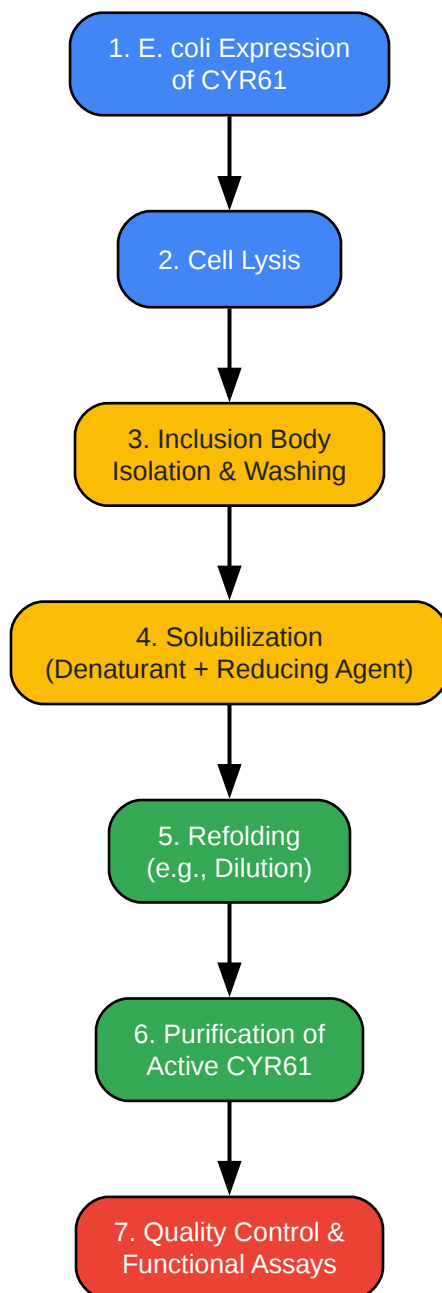 1. E. coli Expression
of CYR61
2. Cell Lysis
3. Inclusion Body
Isolation & Washing
4. Solubilization
(Denaturant + Reducing Agent)
5. Refolding
(e.g., Dilution)
6. Purification of
Active CYR61
7. Quality Control &
Functional Assays